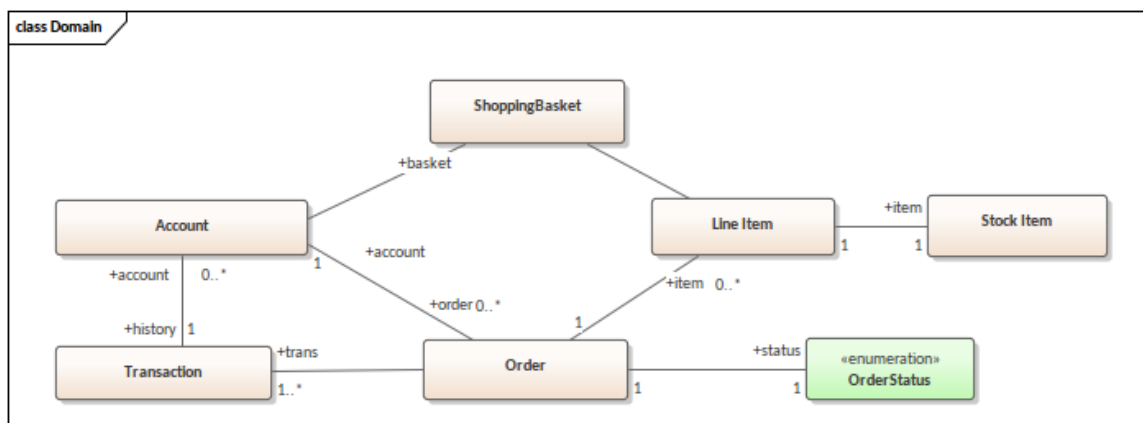 class Domain
ShoppingBasket
+basket
Account
Line Item
+item
Stock Item
1
1
1
+account
+account
0..*
+item
0..*
+order
0..*
+history
1
1
Transaction
+trans
1..*
Order
+status
1
1
«enumeration»
OrderStatus